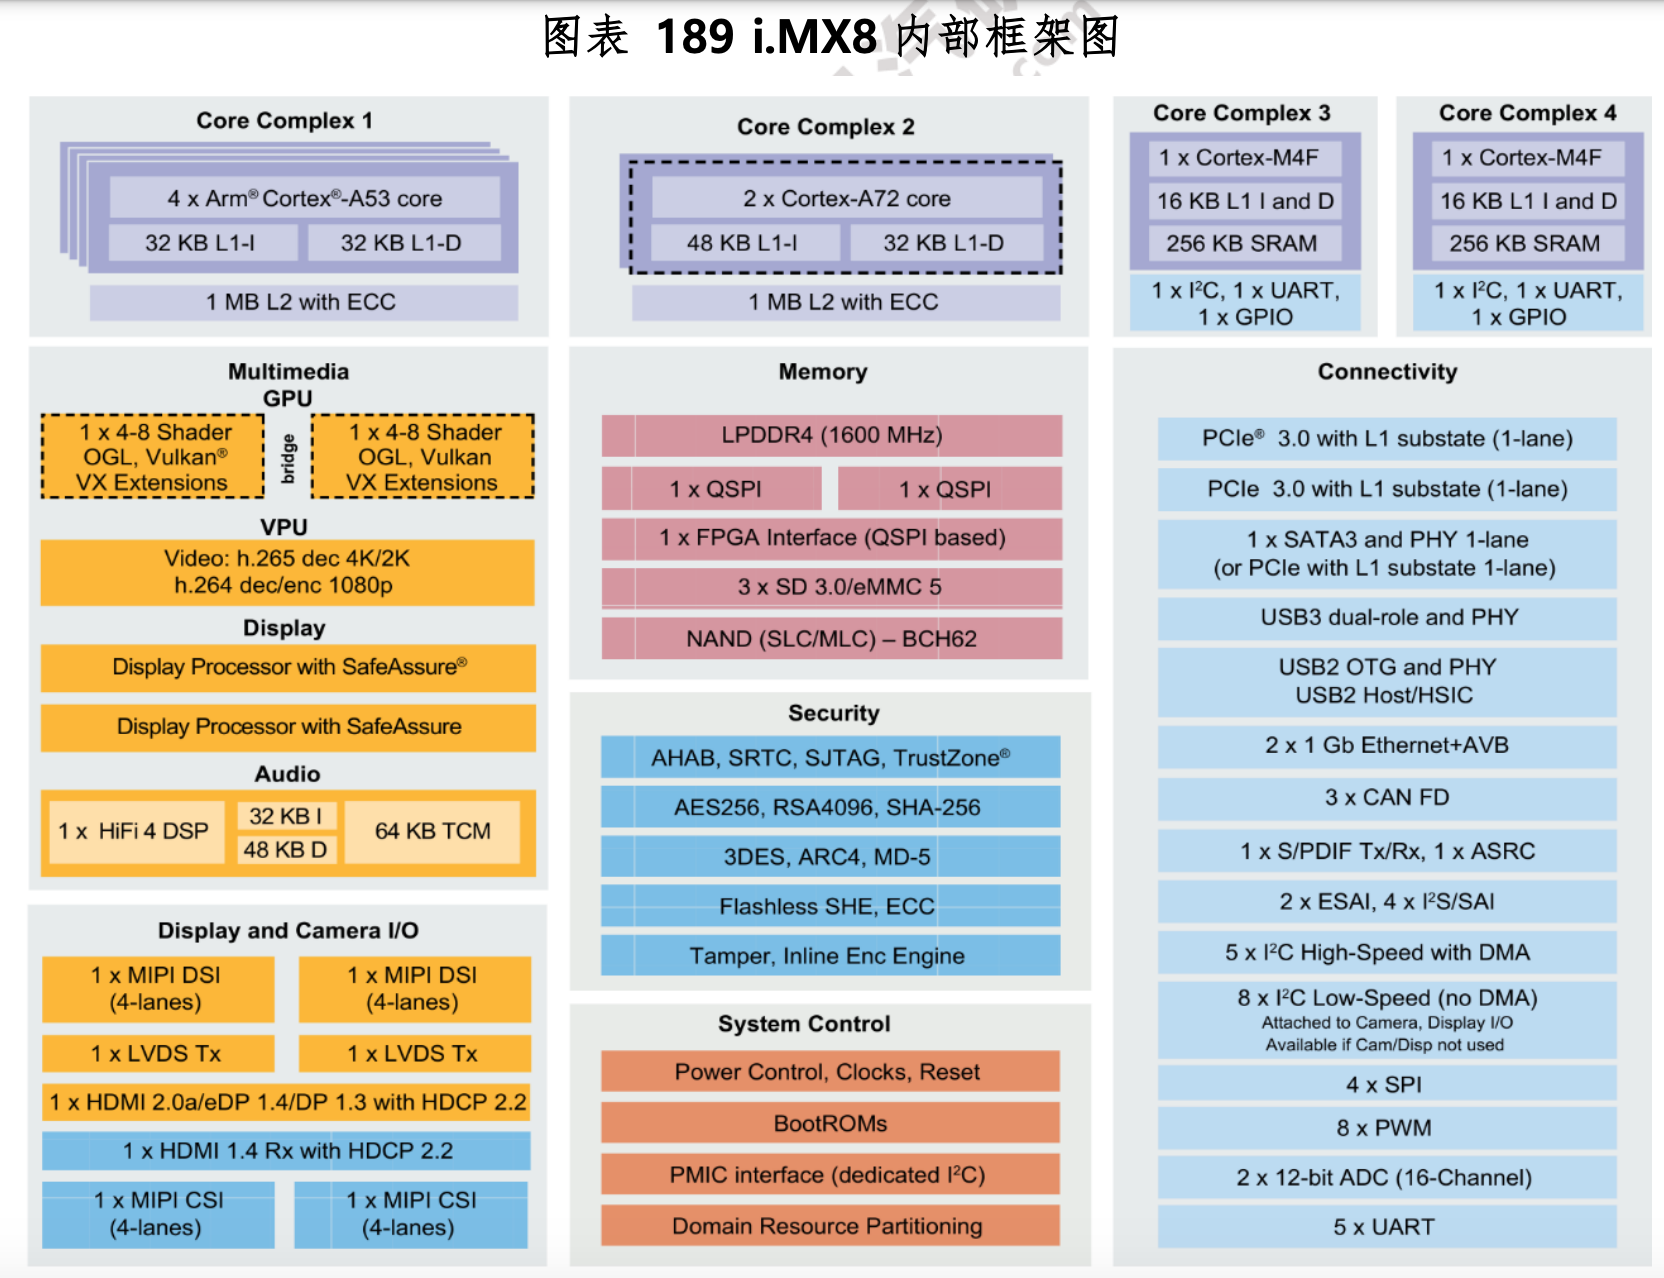 图表 189 i.MX8 内部框架图
Core Complex 1
4 x Arm® Cortex®-A53 core
32 KB L1-I
32 KB L1-D
1 MB L2 with ECC
Core Complex 2
2 x Cortex-A72 core
48 KB L1-I
32 KB L1-D
1 MB L2 with ECC
Core Complex 3
1 x Cortex-M4F
16 KB L1 I and D
256 KB SRAM
1 x I²C, 1 x UART,
1 x GPIO
Core Complex 4
1 x Cortex-M4F
16 KB L1 I and D
256 KB SRAM
1 x I²C, 1 x UART,
1 x GPIO
Multimedia
GPU
1 x 4-8 Shader
OGL, Vulkan®
VX Extensions
bridge
1 x 4-8 Shader
OGL, Vulkan
VX Extensions
VPU
Video: h.265 dec 4K/2K
h.264 dec/enc 1080p
Display
Display Processor with SafeAssure®
Display Processor with SafeAssure
Audio
1 x HiFi 4 DSP
32 KB I
48 KB D
64 KB TCM
Display and Camera I/O
1 x MIPI DSI
(4-lanes)
1 x MIPI DSI
(4-lanes)
1 x LVDS Tx
1 x LVDS Tx
1 x HDMI 2.0a/eDP 1.4/DP 1.3 with HDCP 2.2
1 x HDMI 1.4 Rx with HDCP 2.2
1 x MIPI CSI
(4-lanes)
1 x MIPI CSI
(4-lanes)
Memory
LPDDR4 (1600 MHz)
1 x QSPI
1 x QSPI
1 x FPGA Interface (QSPI based)
3 x SD 3.0/eMMC 5
NAND (SLC/MLC) – BCH62
Security
AHAB, SRTC, SJTAG, TrustZone®
AES256, RSA4096, SHA-256
3DES, ARC4, MD-5
Flashless SHE, ECC
Tamper, Inline Enc Engine
System Control
Power Control, Clocks, Reset
BootROMs
PMIC interface (dedicated I²C)
Domain Resource Partitioning
Connectivity
PCIe® 3.0 with L1 substate (1-lane)
PCIe 3.0 with L1 substate (1-lane)
1 x SATA3 and PHY 1-lane
(or PCIe with L1 substate 1-lane)
USB3 dual-role and PHY
USB2 OTG and PHY
USB2 Host/HSIC
2 x 1 Gb Ethernet+AVB
3 x CAN FD
1 x S/PDIF Tx/Rx, 1 x ASRC
2 x ESAI, 4 x I²S/SAI
5 x I²C High-Speed with DMA
8 x I²C Low-Speed (no DMA)
Attached to Camera, Display I/O
Available if Cam/Disp not used
4 x SPI
8 x PWM
2 x 12-bit ADC (16-Channel)
5 x UART